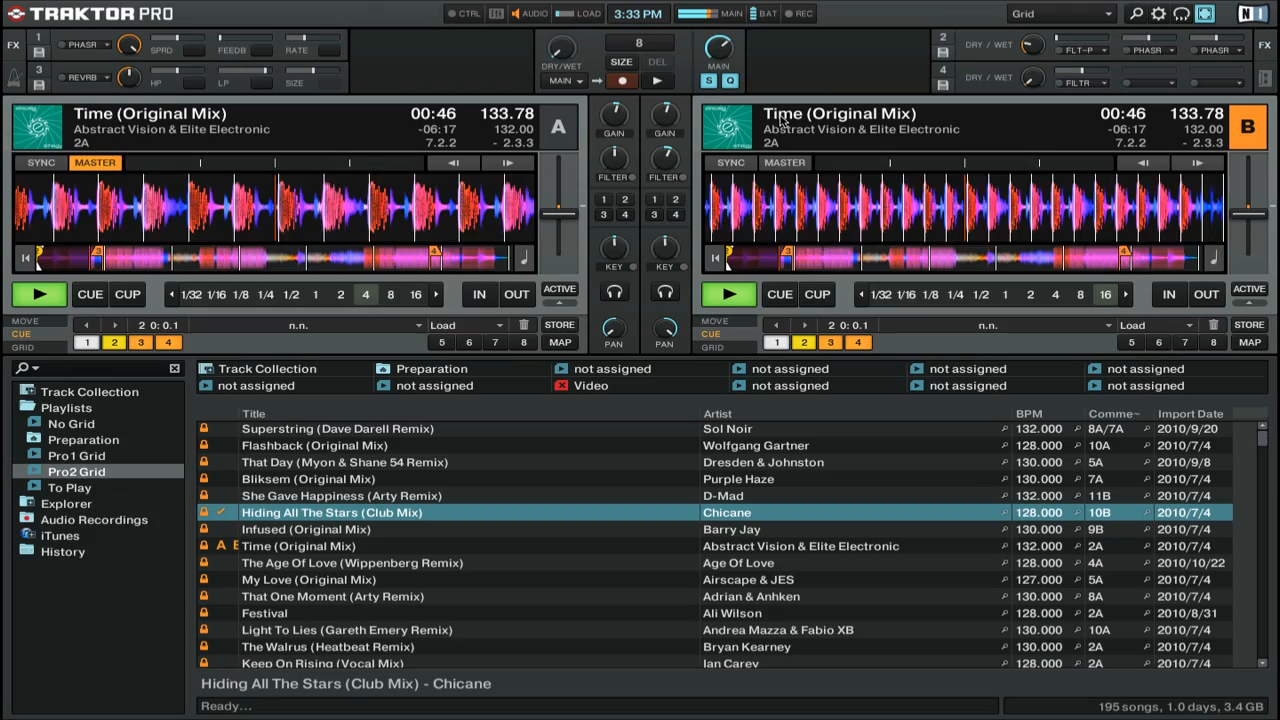 TRAKTOR PRO
CTRL AUDIO LOAD 3:33 PM MAIN BAT REC Grid
FX 1 PHASR SPRD FEEDB RATE
3 REVRB HP LP SIZE
DRY/WET 8 MAIN
SIZE DEL
MAIN S Q
2 DRY / WET FLT-P PHASR PHASR FX
4 DRY / WET FILTR
Time (Original Mix) 00:46 133.78
Abstract Vision & Elite Electronic -06:17 132.00
2A 7.2.2 - 2.3.3
A
SYNC MASTER
3 4
CUE CUP 1/32 1/16 1/8 1/4 1/2 1 2 4 8 16 IN OUT ACTIVE
MOVE
CUE
GRID
2 0: 0.1 n.n. Load STORE
1 2 3 4 5 6 7 8 MAP
GAIN GAIN
FILTER FILTER
1 2 1 2
3 4 3 4
KEY KEY
PAN PAN
Time (Original Mix) 00:46 133.78
Abstract Vision & Elite Electronic -06:17 132.00
2A 7.2.2 - 2.3.3
B
SYNC MASTER
3 4
CUE CUP 1/32 1/16 1/8 1/4 1/2 1 2 4 8 16 IN OUT ACTIVE
MOVE
CUE
GRID
2 0: 0.1 n.n. Load STORE
1 2 3 4 5 6 7 8 MAP
Track Collection
Playlists
No Grid
Preparation
Pro1 Grid
Pro2 Grid
To Play
Explorer
Audio Recordings
iTunes
History
Track Collection Preparation not assigned not assigned not assigned not assigned
not assigned not assigned Video not assigned not assigned not assigned
Title Artist BPM Comme~ Import Date
Superstring (Dave Darell Remix) Sol Noir 132.000 8A/7A 2010/9/20
Flashback (Original Mix) Wolfgang Gartner 128.000 10A 2010/7/4
That Day (Myon & Shane 54 Remix) Dresden & Johnston 130.000 5A 2010/9/8
Bliksem (Original Mix) Purple Haze 130.000 7A 2010/7/4
She Gave Happiness (Arty Remix) D-Mad 132.000 11B 2010/7/4
Hiding All The Stars (Club Mix) Chicane 128.000 10B 2010/7/4
Infused (Original Mix) Barry Jay 130.000 9B 2010/7/4
A Time (Original Mix) Abstract Vision & Elite Electronic 132.000 2A 2010/7/4
The Age Of Love (Wippenberg Remix) Age Of Love 128.000 4A 2010/10/22
My Love (Original Mix) Airscape & JES 127.000 5A 2010/7/4
That One Moment (Arty Remix) Adrian & Anhken 130.000 8A 2010/7/4
Festival Ali Wilson 128.000 2A 2010/8/31
Light To Lies (Gareth Emery Remix) Andrea Mazza & Fabio XB 130.000 10A 2010/7/4
The Walrus (Heatbeat Remix) Bryan Kearney 130.000 2A 2010/7/4
Keep On Rising (Vocal Mix) Ian Carey 128.000 2A 2010/7/4
Hiding All The Stars (Club Mix) - Chicane
Ready... 195 songs, 1.0 days, 3.4 GB